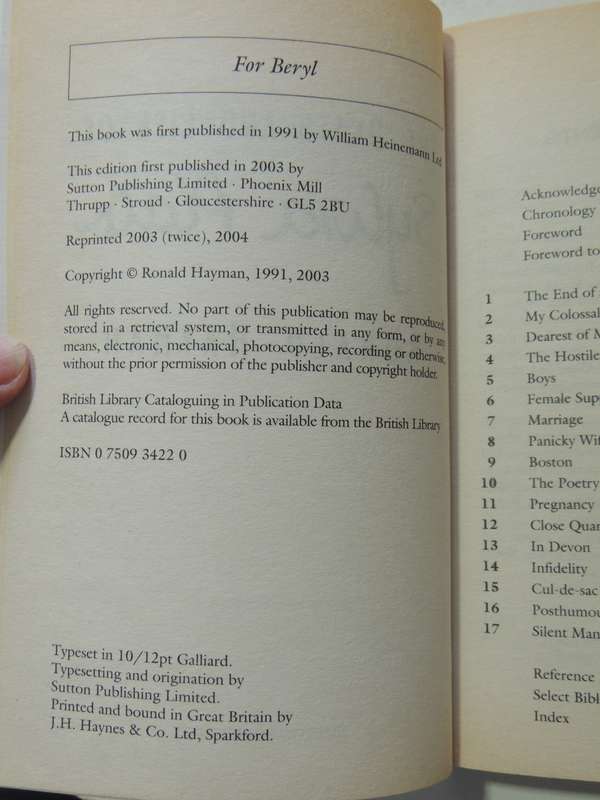 For Beryl
This book was first published in 1991 by William Heinemann Ltd
This edition first published in 2003 by
Sutton Publishing Limited · Phoenix Mill
Thrupp · Stroud · Gloucestershire · GL5 2BU
Reprinted 2003 (twice), 2004
Copyright © Ronald Hayman, 1991, 2003
All rights reserved. No part of this publication may be reproduced,
stored in a retrieval system, or transmitted in any form, or by any
means, electronic, mechanical, photocopying, recording or otherwise,
without the prior permission of the publisher and copyright holder.
British Library Cataloguing in Publication Data
A catalogue record for this book is available from the British Library
ISBN 0 7509 3422 0
Typeset in 10/12pt Galliard.
Typesetting and origination by
Sutton Publishing Limited.
Printed and bound in Great Britain by
J.H. Haynes & Co. Ltd, Sparkford.
Acknowledge
Chronology
Foreword
Foreword to
1 The End of
2 My Colossal
3 Dearest of M
4 The Hostile
5 Boys
6 Female Sup
7 Marriage
8 Panicky Wif
9 Boston
10 The Poetry
11 Pregnancy
12 Close Quar
13 In Devon
14 Infidelity
15 Cul-de-sac
16 Posthumou
17 Silent Man
Reference
Select Bibl
Index